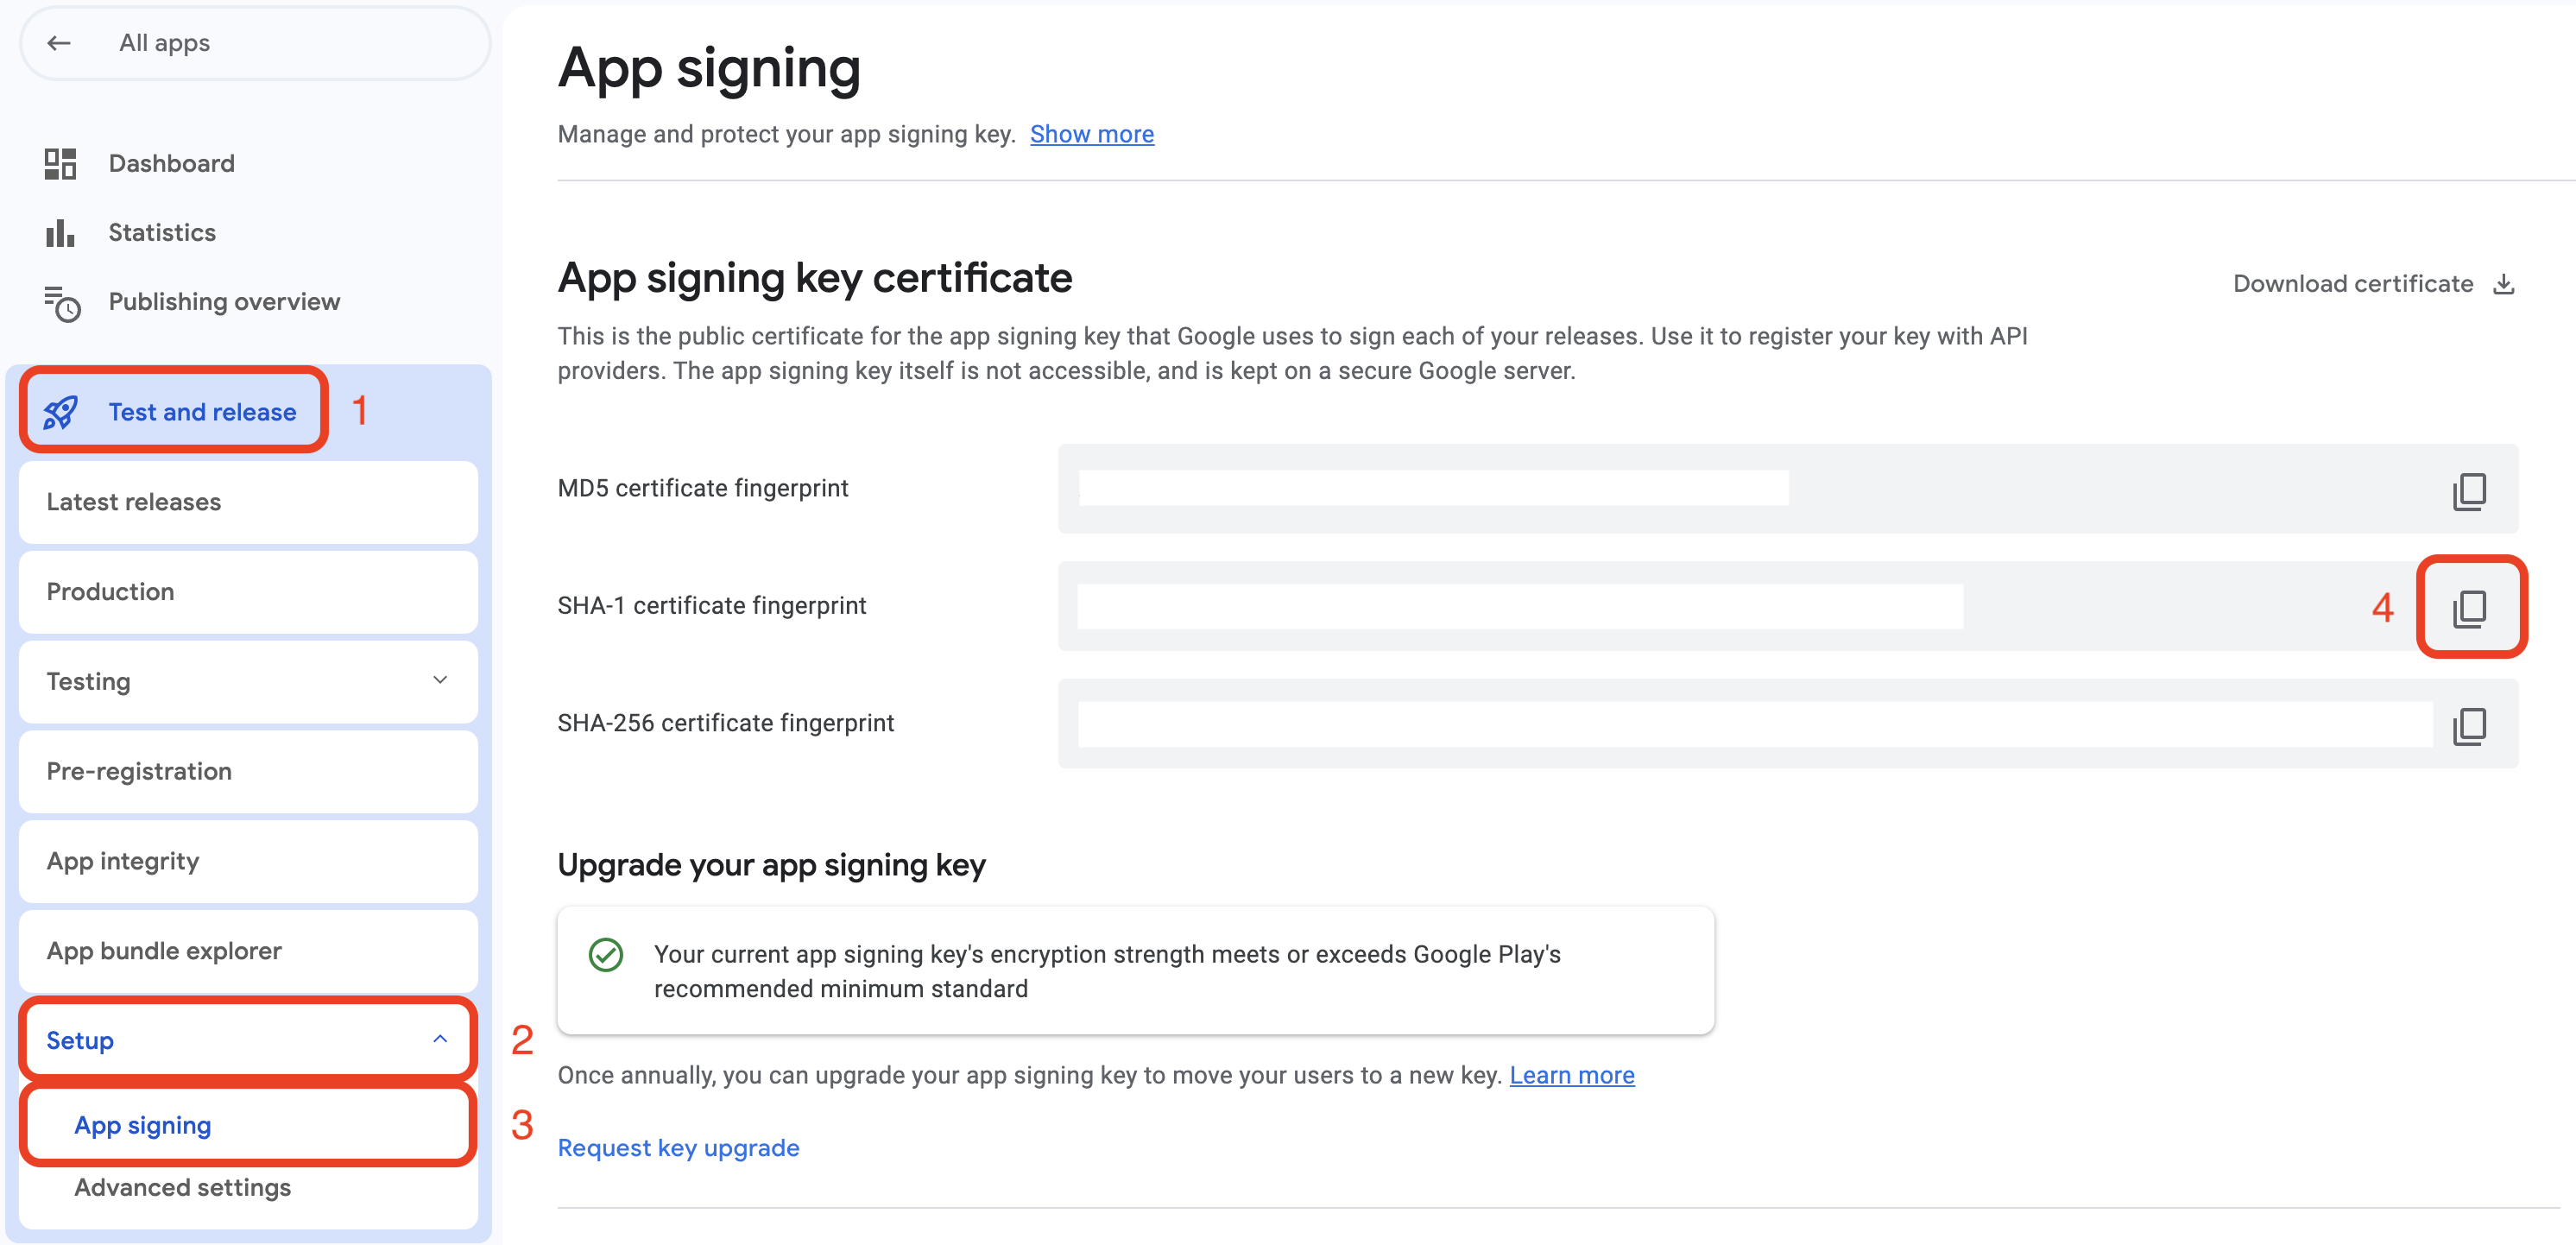 All apps
Dashboard
Statistics
Publishing overview
Test and release 1
Latest releases
Production
Testing
Pre-registration
App integrity
App bundle explorer
Setup 2
App signing 3
Advanced settings
App signing
Manage and protect your app signing key. Show more
App signing key certificate
Download certificate
This is the public certificate for the app signing key that Google uses to sign each of your releases. Use it to register your key with API
providers. The app signing key itself is not accessible, and is kept on a secure Google server.
MD5 certificate fingerprint
SHA-1 certificate fingerprint 4
SHA-256 certificate fingerprint
Upgrade your app signing key
Your current app signing key's encryption strength meets or exceeds Google Play's
recommended minimum standard
Once annually, you can upgrade your app signing key to move your users to a new key. Learn more
Request key upgrade